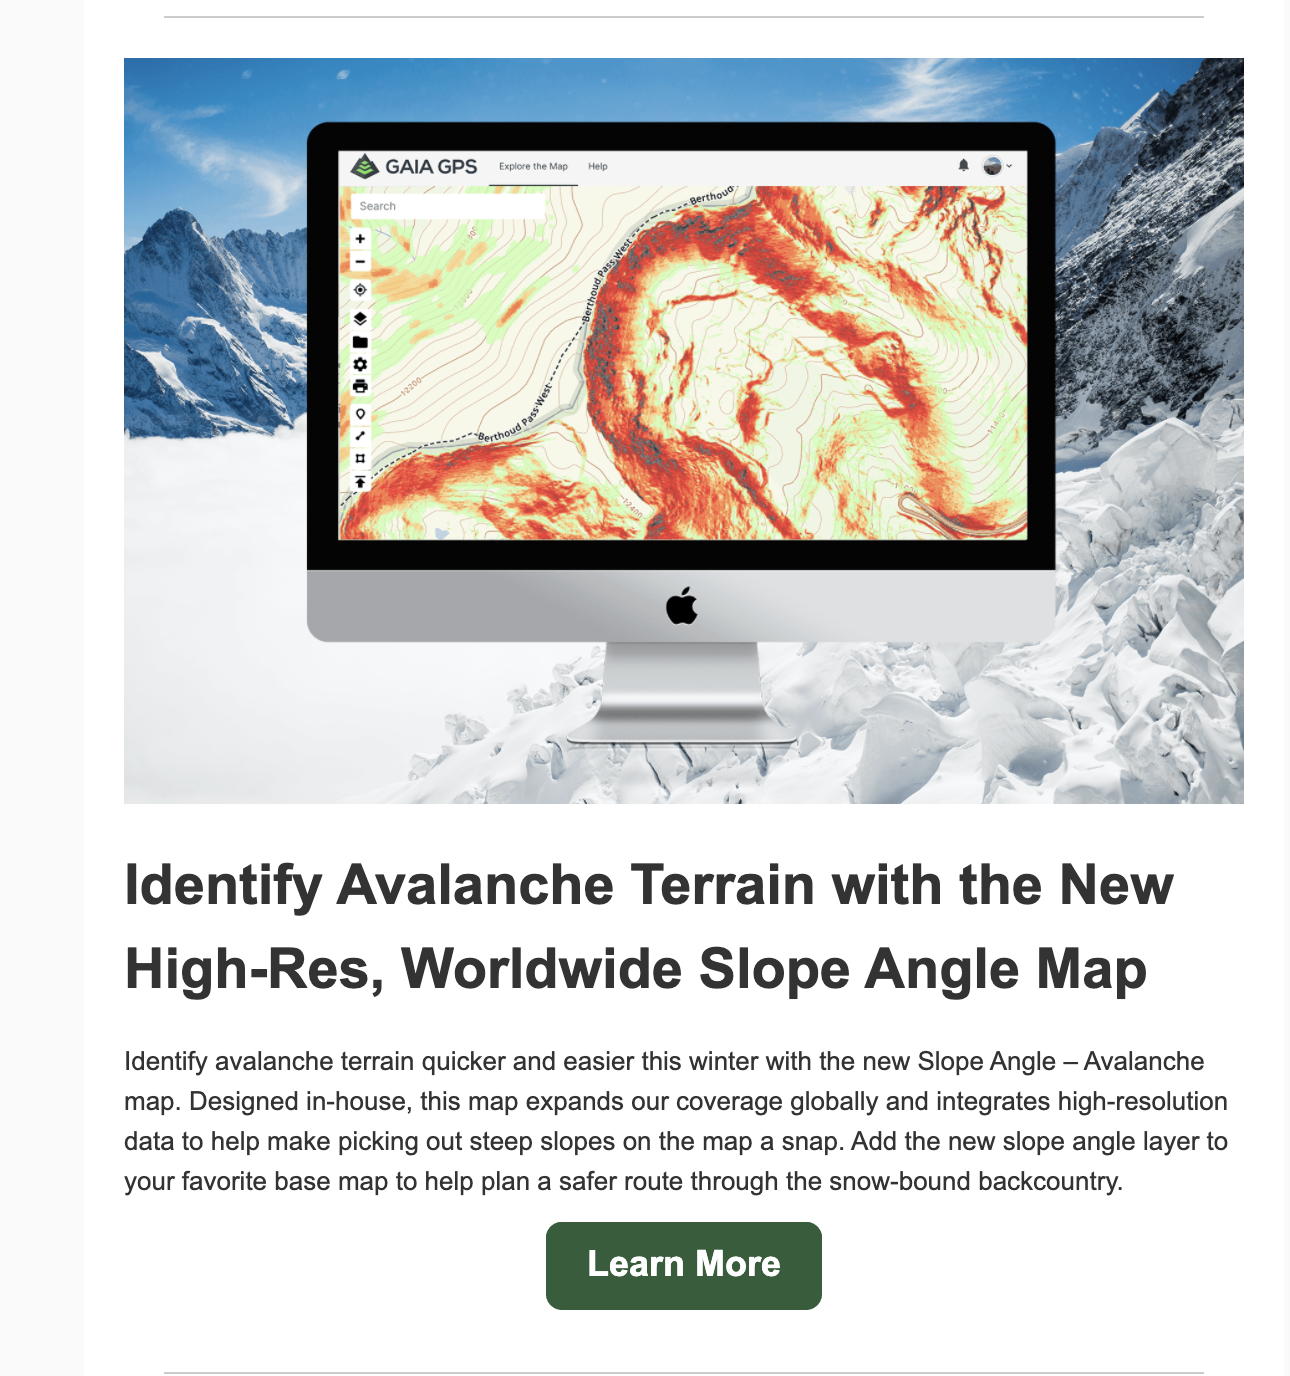 GAIA GPS Explore the Map Help
Search
Berthoud
Berthoud Pass West
Berthoud Pass West
12200
12400
Identify Avalanche Terrain with the New
High-Res, Worldwide Slope Angle Map
Identify avalanche terrain quicker and easier this winter with the new Slope Angle – Avalanche
map. Designed in-house, this map expands our coverage globally and integrates high-resolution
data to help make picking out steep slopes on the map a snap. Add the new slope angle layer to
your favorite base map to help plan a safer route through the snow-bound backcountry.
Learn More